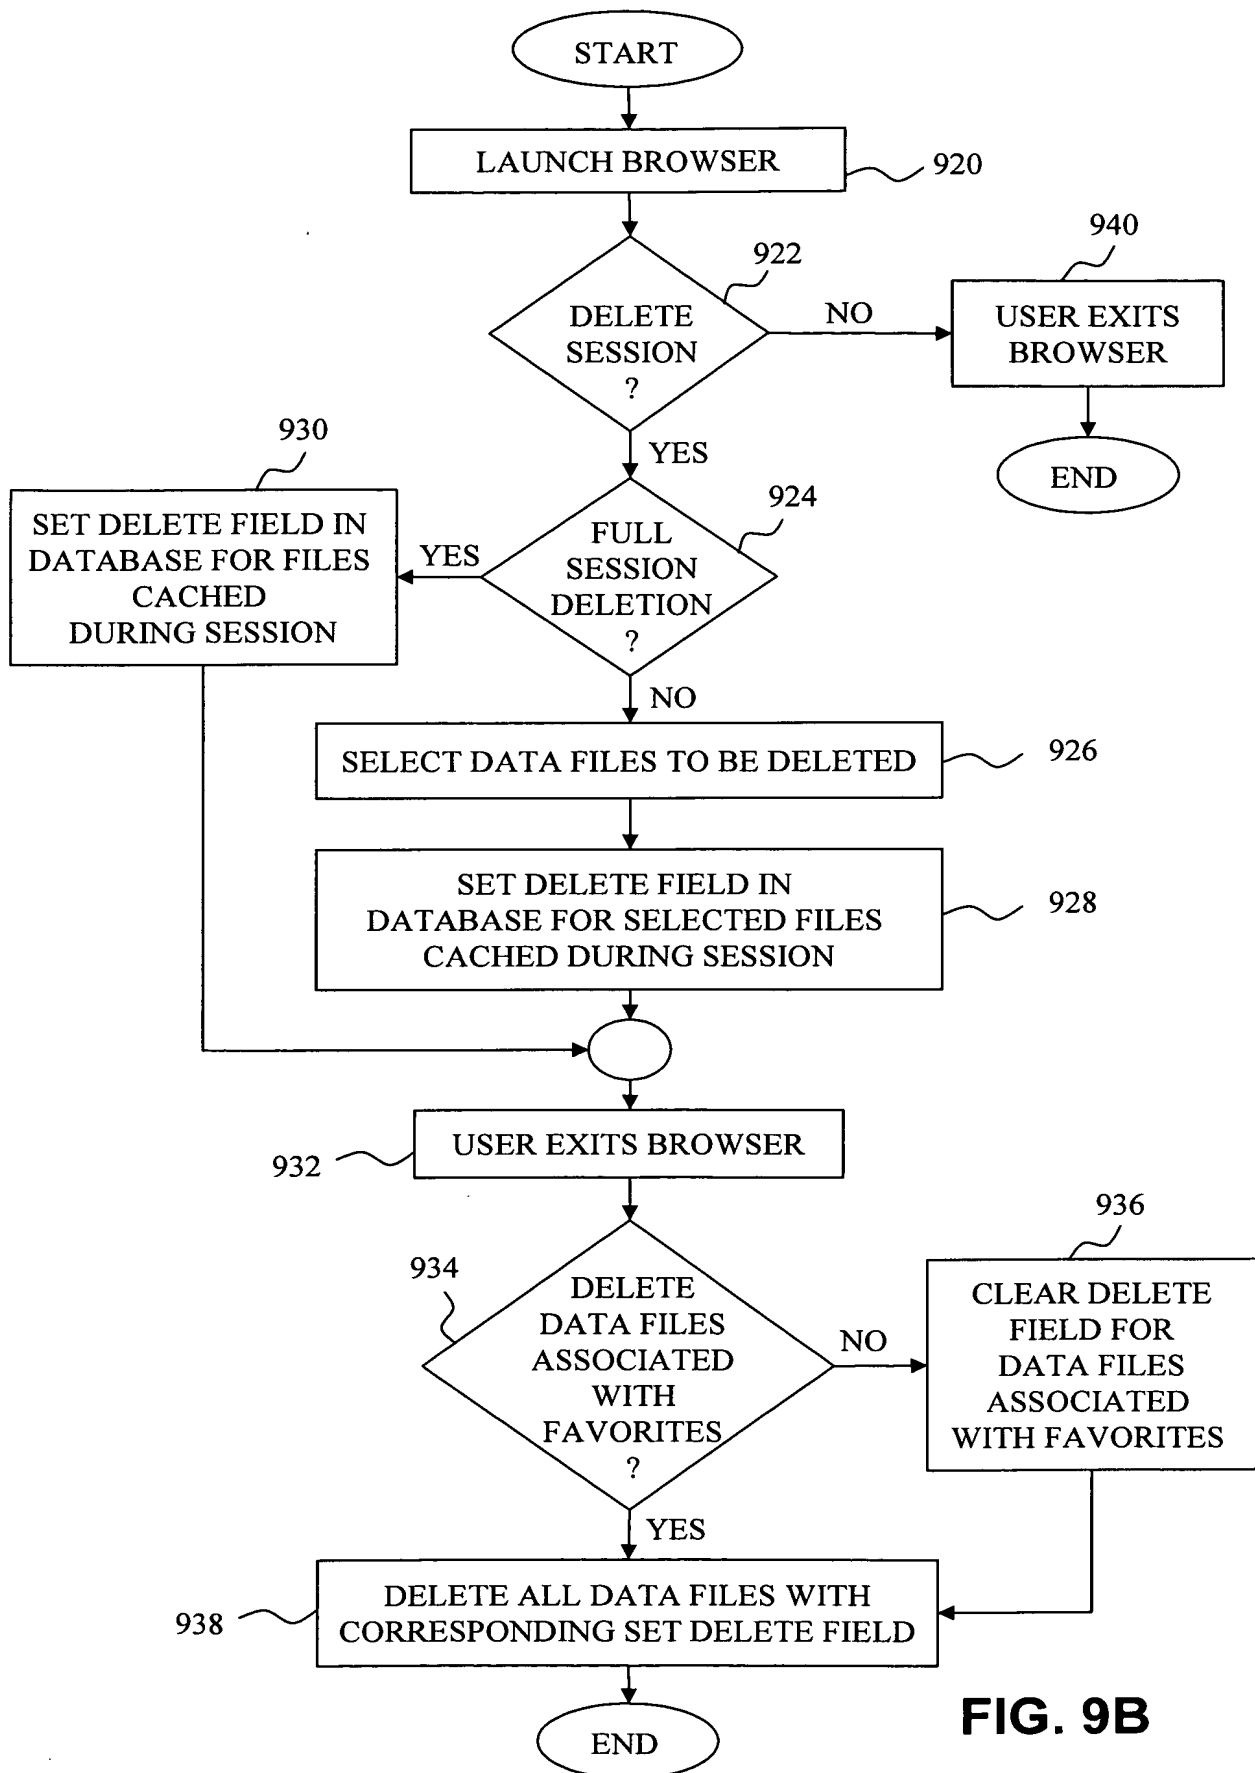 START
LAUNCH BROWSER
920
922
DELETE
SESSION
?
NO
940
USER EXITS
BROWSER
END
YES
930
SET DELETE FIELD IN
DATABASE FOR FILES
CACHED
DURING SESSION
YES
924
FULL
SESSION
DELETION
?
NO
SELECT DATA FILES TO BE DELETED
926
SET DELETE FIELD IN
DATABASE FOR SELECTED FILES
CACHED DURING SESSION
928
USER EXITS BROWSER
932
934
DELETE
DATA FILES
ASSOCIATED
WITH
FAVORITES
?
NO
936
CLEAR DELETE
FIELD FOR
DATA FILES
ASSOCIATED
WITH FAVORITES
YES
DELETE ALL DATA FILES WITH
CORRESPONDING SET DELETE FIELD
938
END
FIG. 9B